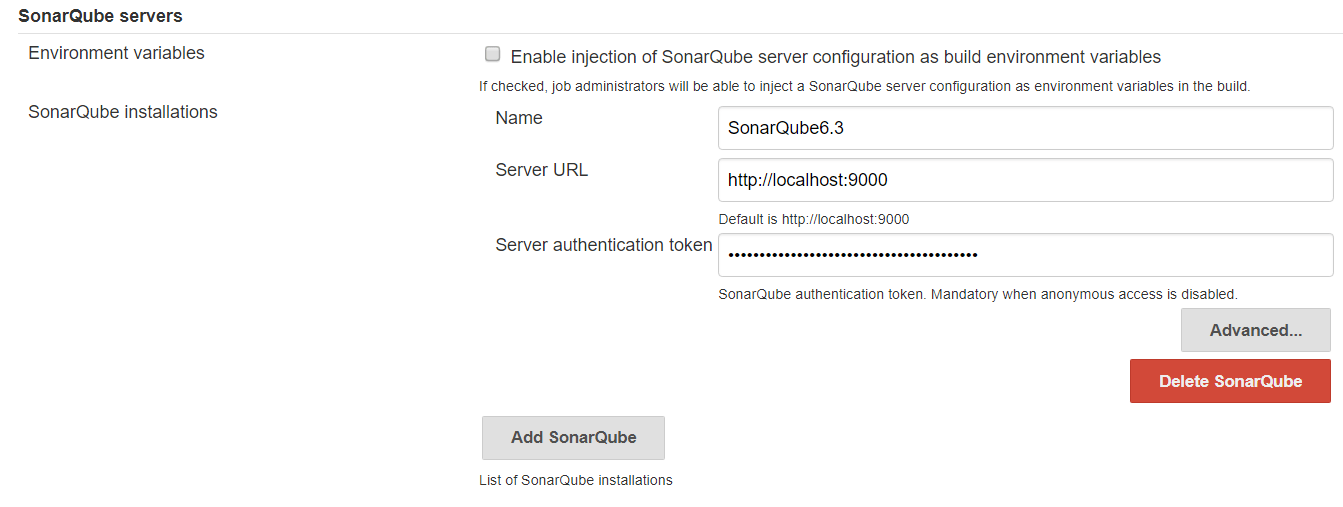 SonarQube servers
Environment variables
Enable injection of SonarQube server configuration as build environment variables
If checked, job administrators will be able to inject a SonarQube server configuration as environment variables in the build.
SonarQube installations
Name
SonarQube6.3
Server URL
http://localhost:9000
Default is http://localhost:9000
Server authentication token
••••••••••••••••••••••••••••••••••••••••
SonarQube authentication token. Mandatory when anonymous access is disabled.
Advanced...
Delete SonarQube
Add SonarQube
List of SonarQube installations